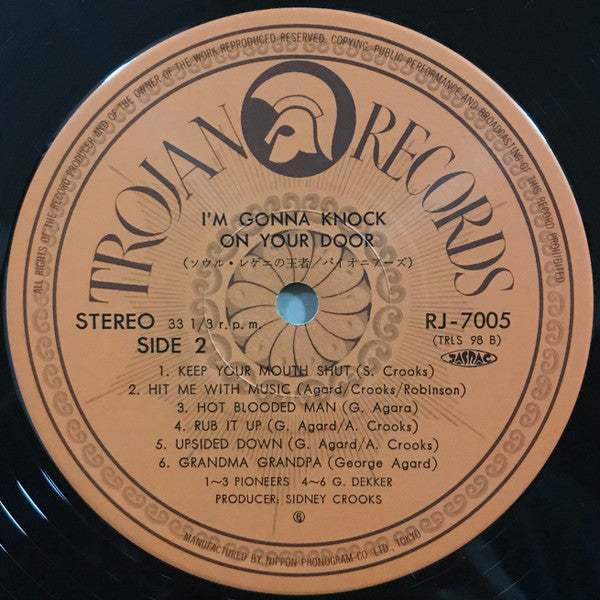 ALL RIGHTS OF THE RECORD PRODUCER AND OF THE OWNER OF THE WORK REPRODUCED RESERVED. COPYING, PUBLIC PERFORMANCE AND BROADCASTING OF THIS RECORD PROHIBITED
TROJAN RECORDS
I'M GONNA KNOCK
ON YOUR DOOR
(ソウル・レゲエの王者/パイオニアーズ)
STEREO 33 1/3 r.p.m.
RJ-7005
SIDE 2
(TRLS 98 B)
JASRAC
1. KEEP YOUR MOUTH SHUT (S. Crooks)
2. HIT ME WITH MUSIC (Agard/Crooks/Robinson)
3. HOT BLOODED MAN (G. Agara)
4. RUB IT UP (G. Agard/A. Crooks)
5. UPSIDED DOWN (G. Agard/A. Crooks)
6. GRANDMA GRANDPA (George Agard)
1~3 PIONEERS 4~6 G. DEKKER
PRODUCER: SIDNEY CROOKS
6
MANUFACTURED BY NIPPON PHONOGRAM CO. LTD., TOKYO